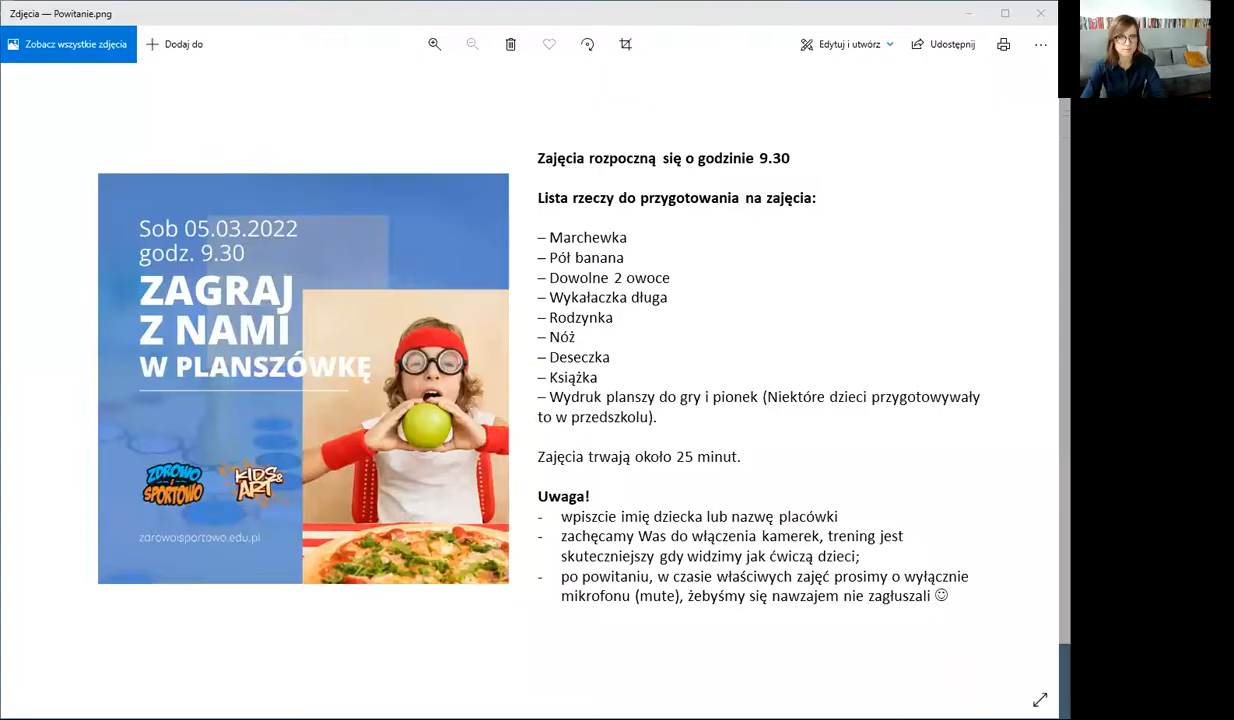 Zdjęcia — Powitanie.png
Zobacz wszystkie zdjęcia
Dodaj do
Edytuj i utwórz
Udostępnij
Sob 05.03.2022
godz. 9.30
ZAGRAJ
Z NAMI
W PLANSZÓWKĘ
ZDROWO I
SPORTOWO
KIDS&
ART
zdrowoisportowo.edu.pl
Zajęcia rozpoczną się o godzinie 9.30
Lista rzeczy do przygotowania na zajęcia:
– Marchewka
– Pół banana
– Dowolne 2 owoce
– Wykałaczka długa
– Rodzynka
– Nóż
– Deseczka
– Książka
– Wydruk planszy do gry i pionek (Niektóre dzieci przygotowywały
to w przedszkolu).
Zajęcia trwają około 25 minut.
Uwaga!
- wpiszcie imię dziecka lub nazwę placówki
- zachęcamy Was do włączenia kamerek, trening jest
skuteczniejszy gdy widzimy jak ćwiczą dzieci;
- po powitaniu, w czasie właściwych zajęć prosimy o wyłącznie
mikrofonu (mute), żebyśmy się nawzajem nie zagłuszali ☺